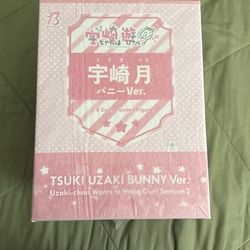 宇崎
ちゃんは
遊びたい!
宇崎 月
バニーVer.
TSUKI UZAKI BUNNY Ver.
Uzaki-chan Wants to Hang Out! Season 2